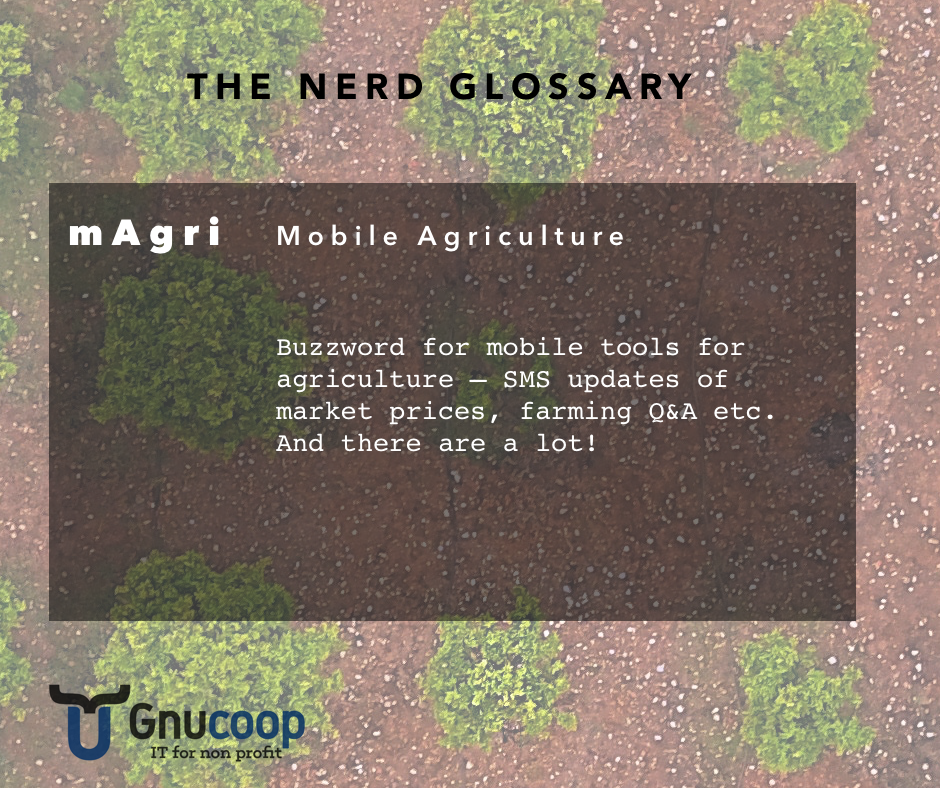 THE NERD GLOSSARY
mAgri Mobile Agriculture
Buzzword for mobile tools for
agriculture – SMS updates of
market prices, farming Q&A etc.
And there are a lot!
Gnucoop
IT for non profit